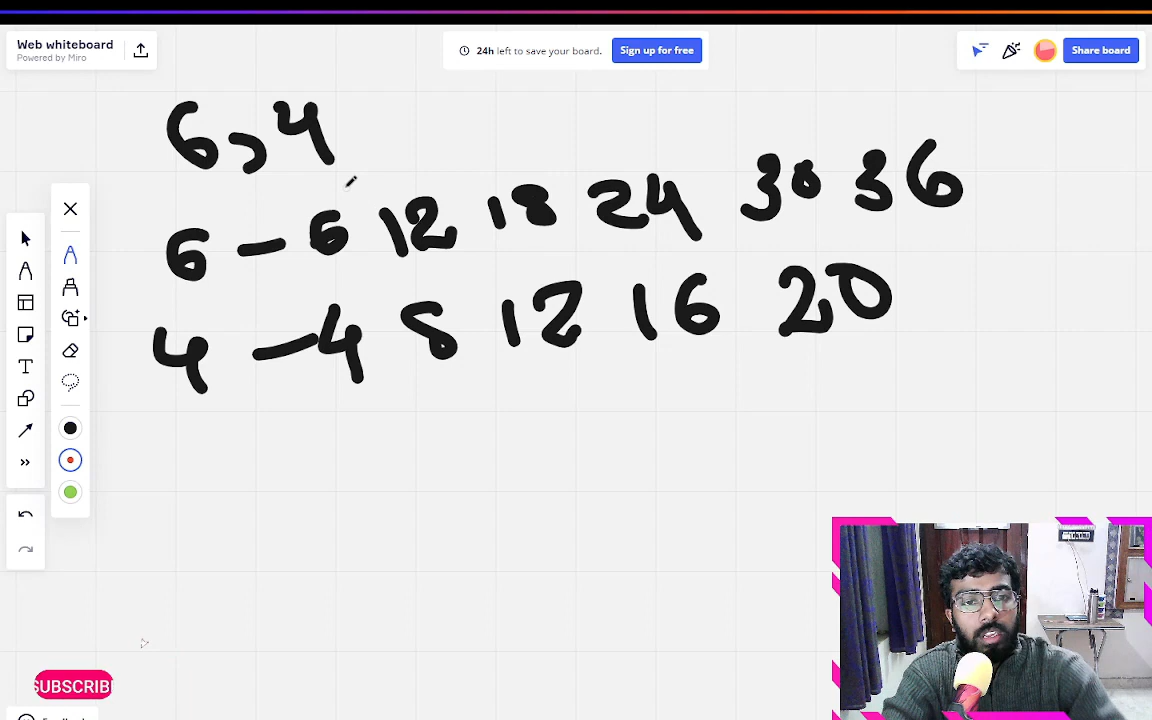 Web whiteboard
Powered by Miro
24h left to save your board.
Sign up for free
Share board
6,4
6 - 6 12 18 24 30 36
4 - 4 8 12 16 20
T
SUBSCRIB